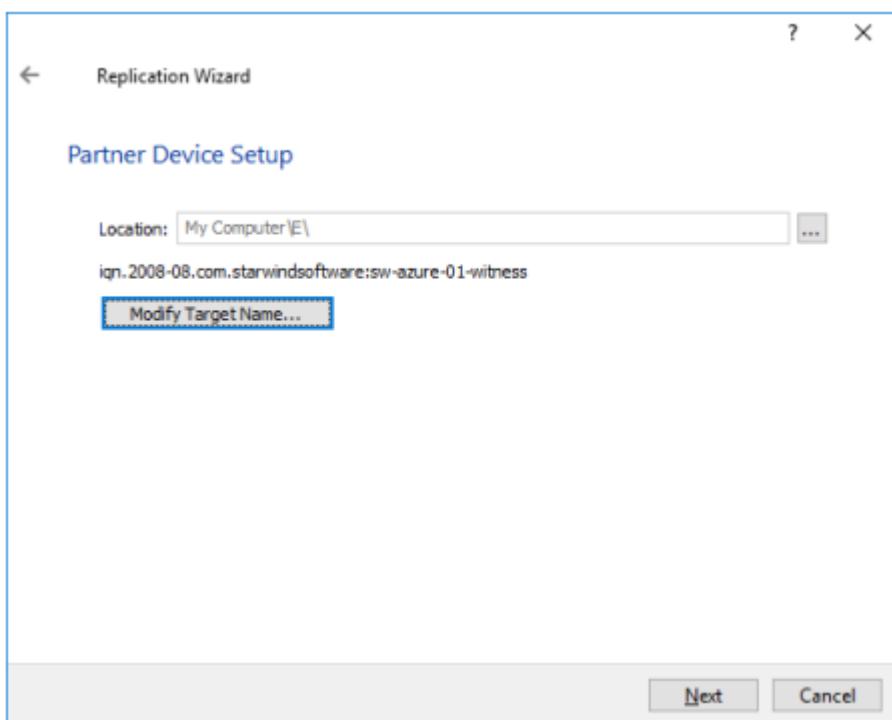 ?
Replication Wizard
Partner Device Setup
Location: My Computer\E\ ...
iqn.2008-08.com.starwindsoftware:sw-azure-01-witness
Modify Target Name...
Next Cancel